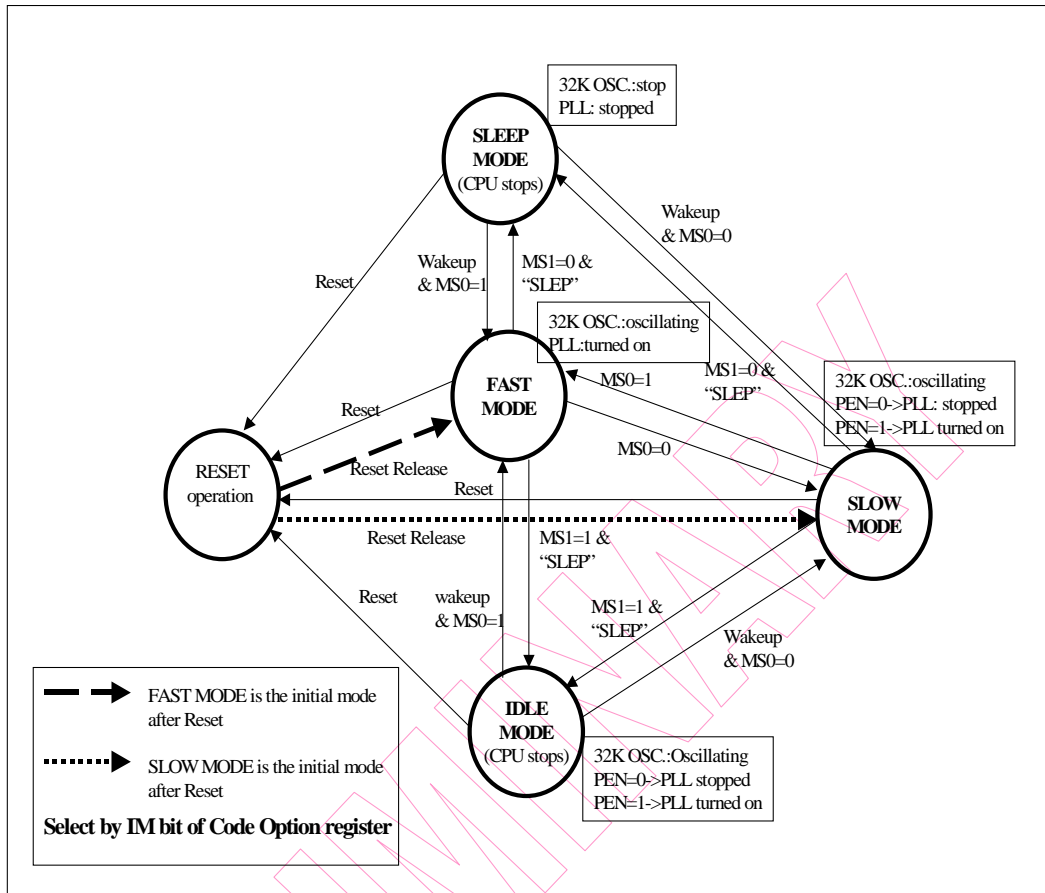 32K OSC.:stop
PLL: stopped
SLEEP
MODE
(CPU stops)
Wakeup
& MS0=0
Reset
Wakeup
& MS0=1
MS1=0 &
“SLEP”
32K OSC.:oscillating
PLL:turned on
FAST
MODE
MS0=1
MS1=0 &
“SLEP”
32K OSC.:oscillating
PEN=0->PLL: stopped
PEN=1->PLL turned on
Reset
MS0=0
RESET
operation
Reset Release
Reset
SLOW
MODE
Reset Release
MS1=1 &
“SLEP”
Reset
wakeup
& MS0=1
MS1=1 &
“SLEP”
Wakeup
& MS0=0
IDLE
MODE
(CPU stops)
32K OSC.:Oscillating
PEN=0->PLL stopped
PEN=1->PLL turned on
FAST MODE is the initial mode
after Reset
SLOW MODE is the initial mode
after Reset
Select by IM bit of Code Option register